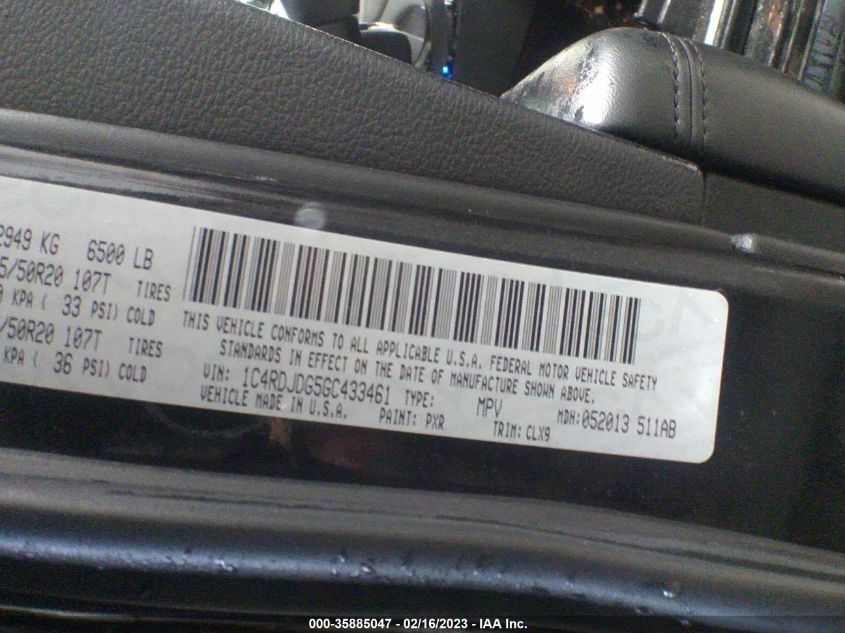 2949 KG 6500 LB
5/50R20 107T TIRES
KPA ( 33 PSI) COLD
/50R20 107T TIRES
KPA ( 36 PSI) COLD
THIS VEHICLE CONFORMS TO ALL APPLICABLE U.S.A. FEDERAL MOTOR VEHICLE SAFETY
STANDARDS IN EFFECT ON THE DATE OF MANUFACTURE SHOWN ABOVE.
VIN: 1C4RDJDG5GC433461 TYPE: MPV MDH:052013 511AB
VEHICLE MADE IN U.S.A. PAINT: PXR TRIM: CLX9
000-35885047 - 02/16/2023 - IAA Inc.